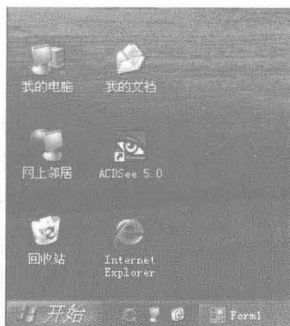 我的电脑 我的文档
网上邻居 ACDSee 5.0
回收站 Internet
Explorer
开始 Form1